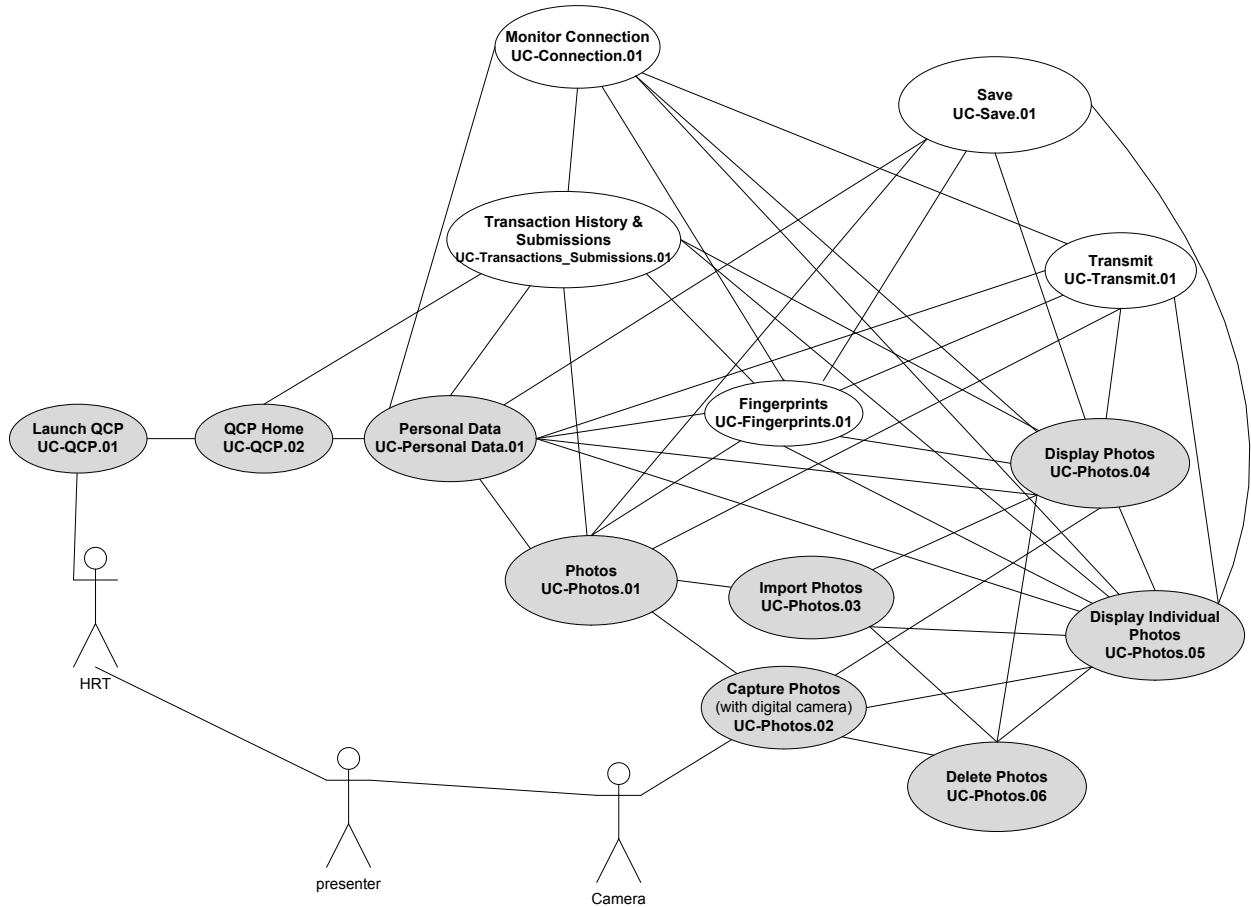 Monitor Connection
UC-Connection.01
Save
UC-Save.01
Transaction History &
Submissions
UC-Transactions_Submissions.01
Transmit
UC-Transmit.01
Launch QCP
UC-QCP.01
QCP Home
UC-QCP.02
Personal Data
UC-Personal Data.01
Fingerprints
UC-Fingerprints.01
Display Photos
UC-Photos.04
Photos
UC-Photos.01
Import Photos
UC-Photos.03
Display Individual
Photos
UC-Photos.05
HRT
Capture Photos
(with digital camera)
UC-Photos.02
Delete Photos
UC-Photos.06
presenter
Camera